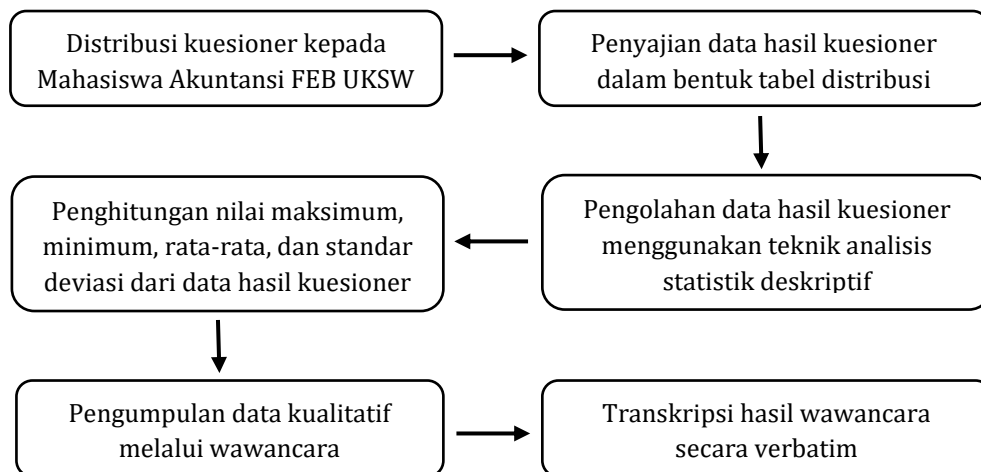 Distribusi kuesioner kepada
Mahasiswa Akuntansi FEB UKSW
Penyajian data hasil kuesioner
dalam bentuk tabel distribusi
Pengolahan data hasil kuesioner
menggunakan teknik analisis
statistik deskriptif
Penghitungan nilai maksimum,
minimum, rata-rata, dan standar
deviasi dari data hasil kuesioner
Pengumpulan data kualitatif
melalui wawancara
Transkripsi hasil wawancara
secara verbatim